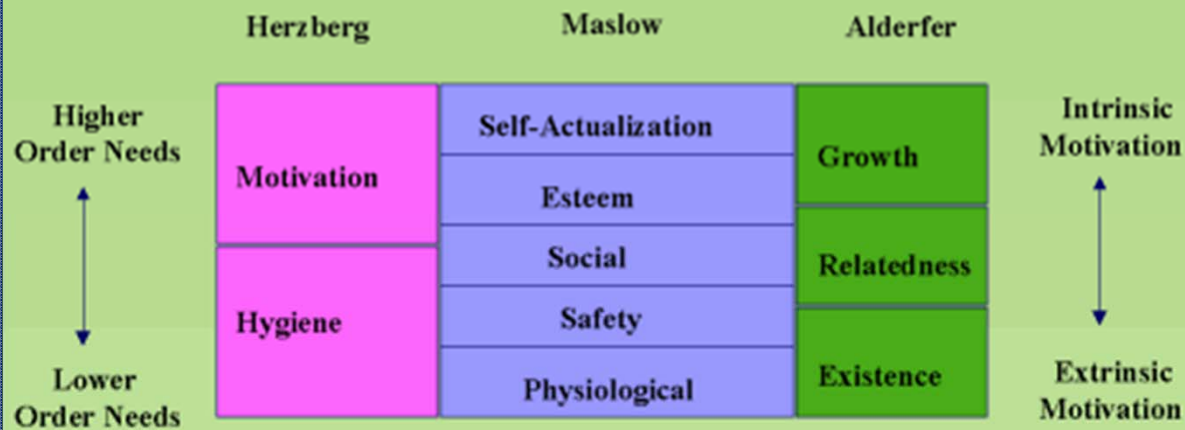 Herzberg
Maslow
Alderfer
Higher
Order Needs
Lower
Order Needs
Motivation
Hygiene
Self-Actualization
Esteem
Social
Safety
Physiological
Growth
Relatedness
Existence
Intrinsic
Motivation
Extrinsic
Motivation